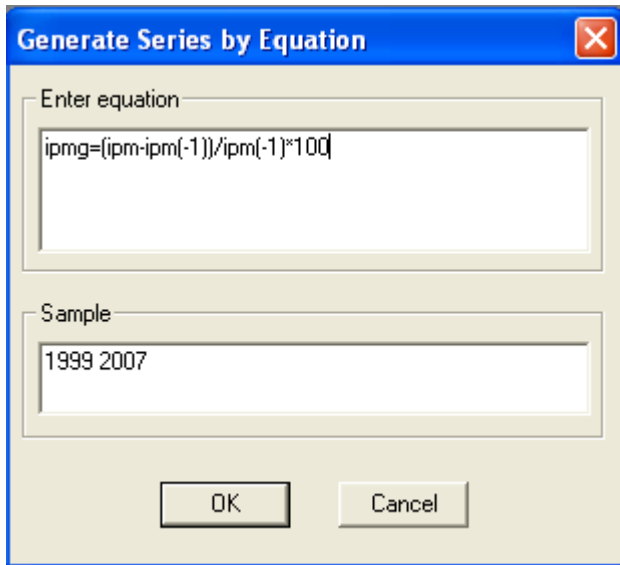 Generate Series by Equation
Enter equation
ipmg=(ipm-ipm(-1))/ipm(-1)*100
Sample
1999 2007
OK Cancel